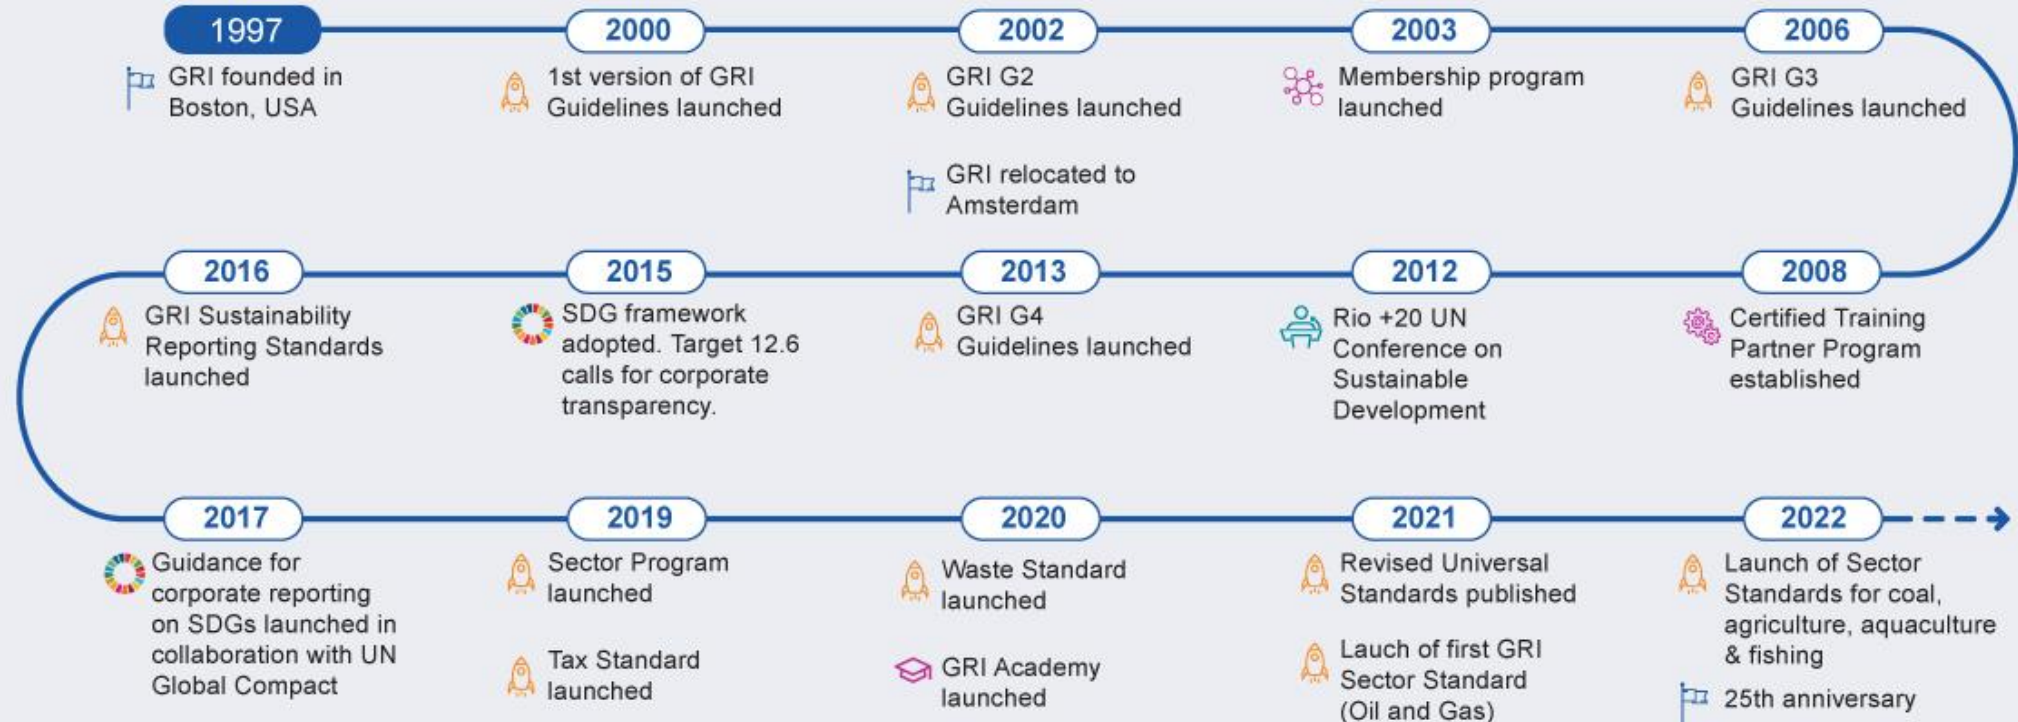 1997
GRI founded in
Boston, USA
2000
1st version of GRI
Guidelines launched
2002
GRI G2
Guidelines launched
GRI relocated to
Amsterdam
2003
Membership program
launched
2006
GRI G3
Guidelines launched
2008
Certified Training
Partner Program
established
2012
Rio +20 UN
Conference on
Sustainable
Development
2013
GRI G4
Guidelines launched
2015
SDG framework
adopted. Target 12.6
calls for corporate
transparency.
2016
GRI Sustainability
Reporting Standards
launched
2017
Guidance for
corporate reporting
on SDGs launched in
collaboration with UN
Global Compact
2019
Sector Program
launched
Tax Standard
launched
2020
Waste Standard
launched
GRI Academy
launched
2021
Revised Universal
Standards published
Lauch of first GRI
Sector Standard
(Oil and Gas)
2022
Launch of Sector
Standards for coal,
agriculture, aquaculture
& fishing
25th anniversary